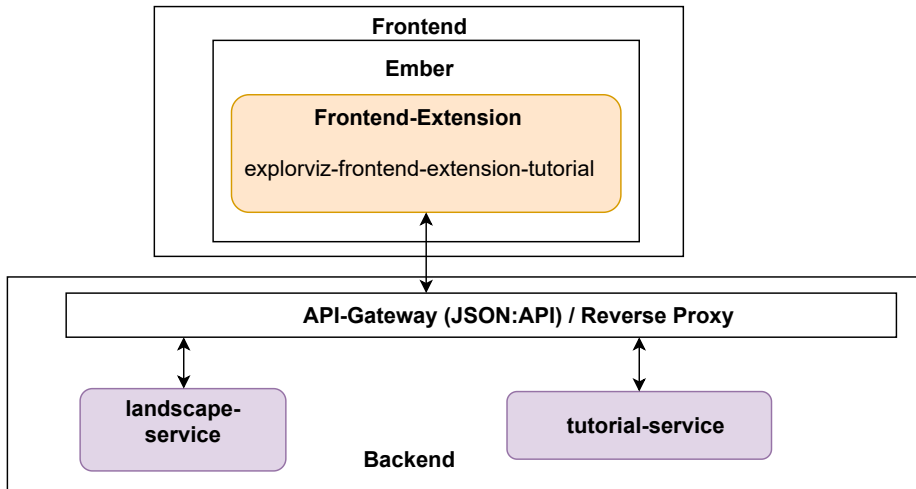 Frontend
Ember
Frontend-Extension
explorviz-frontend-extension-tutorial
API-Gateway (JSON:API) / Reverse Proxy
landscape-
service
tutorial-service
Backend